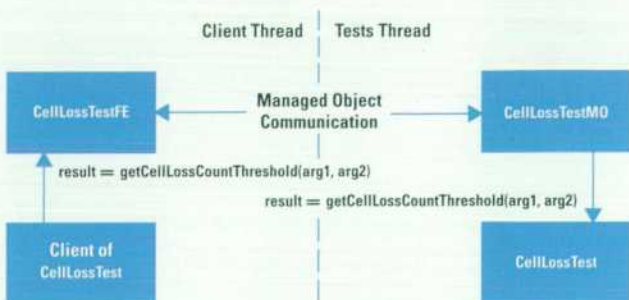 Client Thread
Tests Thread
CellLossTestFE
Managed Object
Communication
CellLossTestMO
result = getCellLossCountThreshold(arg1, arg2)
result = getCellLossCountThreshold(arg1, arg2)
Client of
CellLossTest
CellLossTest